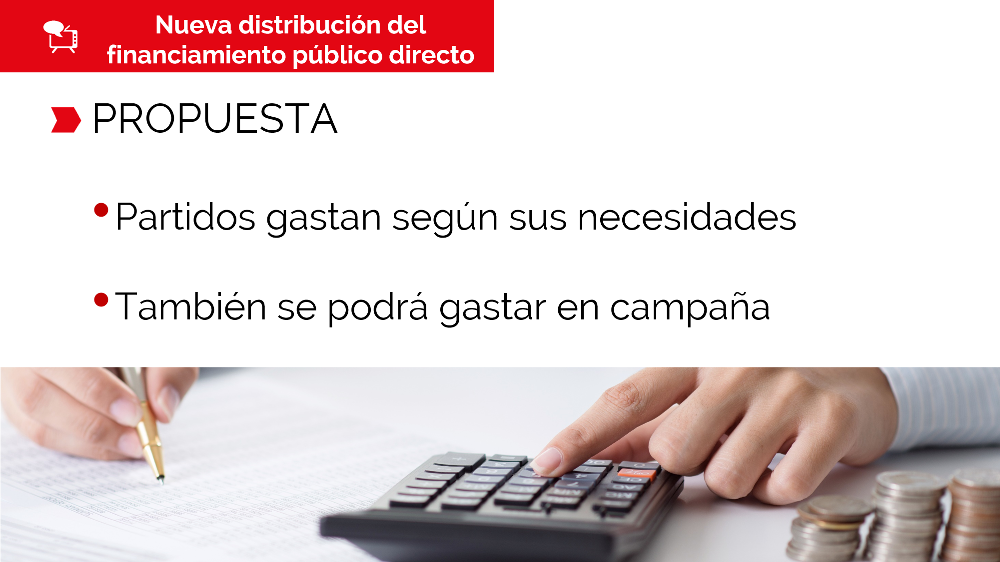 Nueva distribución del
financiamiento público directo
PROPUESTA
• Partidos gastan según sus necesidades
• También se podrá gastar en campaña